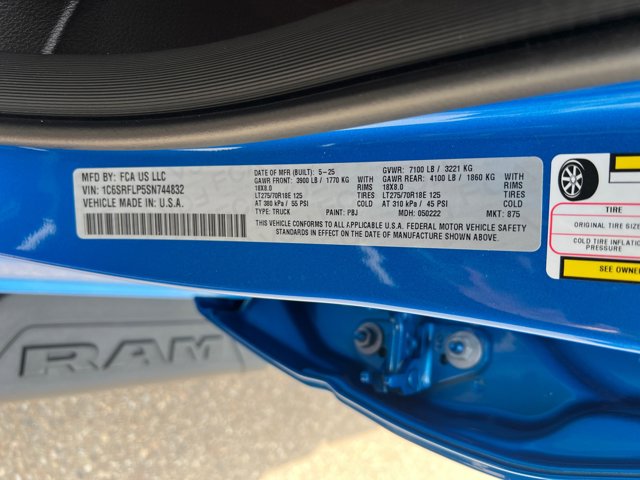 MFD BY: FCA US LLC
VIN: 1C6SRFLP5SN744832
VEHICLE MADE IN: U.S.A.
DATE OF MFR (BUILT): 5-25 GVWR: 7100 LB / 3221 KG
GAWR FRONT: 3900 LB / 1770 KG WITH GAWR REAR: 4100 LB / 1860 KG WITH
18X8.0 RIMS 18X8.0 RIMS
LT275/70R18E 125 TIRES LT275/70R18E 125 TIRES
AT 380 kPa / 55 PSI COLD AT 310 kPa / 45 PSI COLD
TYPE: TRUCK PAINT: PBJ MDH: 050222 MKT: 875
THIS VEHICLE CONFORMS TO ALL APPLICABLE U.S.A. FEDERAL MOTOR VEHICLE SAFETY
STANDARDS IN EFFECT ON THE DATE OF MANUFACTURE SHOWN ABOVE.
TIRE
ORIGINAL TIRE SIZE
COLD TIRE INFLAT
PRESSURE
SEE OWNER
RAM